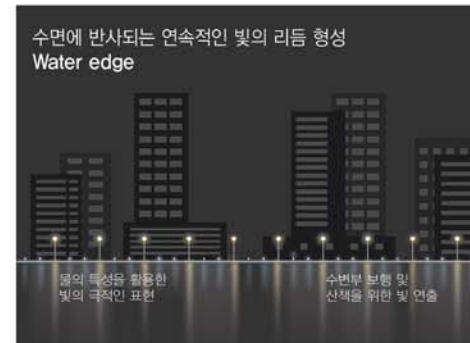 수면에 반사되는 연속적인 빛의 리듬 형성
Water edge
물의 특성을 활용한
빛의 극적인 표현
수변부 보행 및
산책을 위한 빛 연출